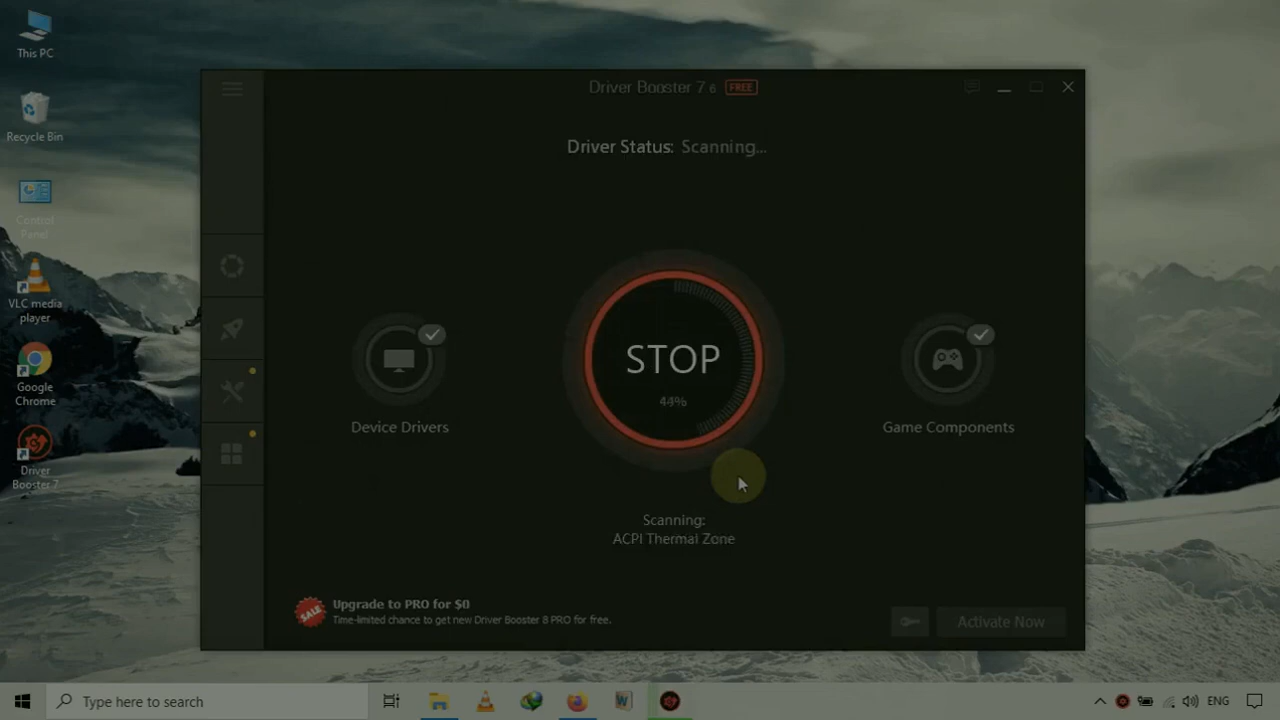 This PC
Recycle Bin
Control
Panel
VLC media
player
Google
Chrome
Driver
Booster 7
Driver Booster 7.6 FREE
Driver Status: Scanning...
STOP
44%
Device Drivers
Game Components
Scanning:
ACPI Thermal Zone
SALE
Upgrade to PRO for $0
Time-limited chance to get new Driver Booster 8 PRO for free.
Activate Now
Type here to search
W
ENG